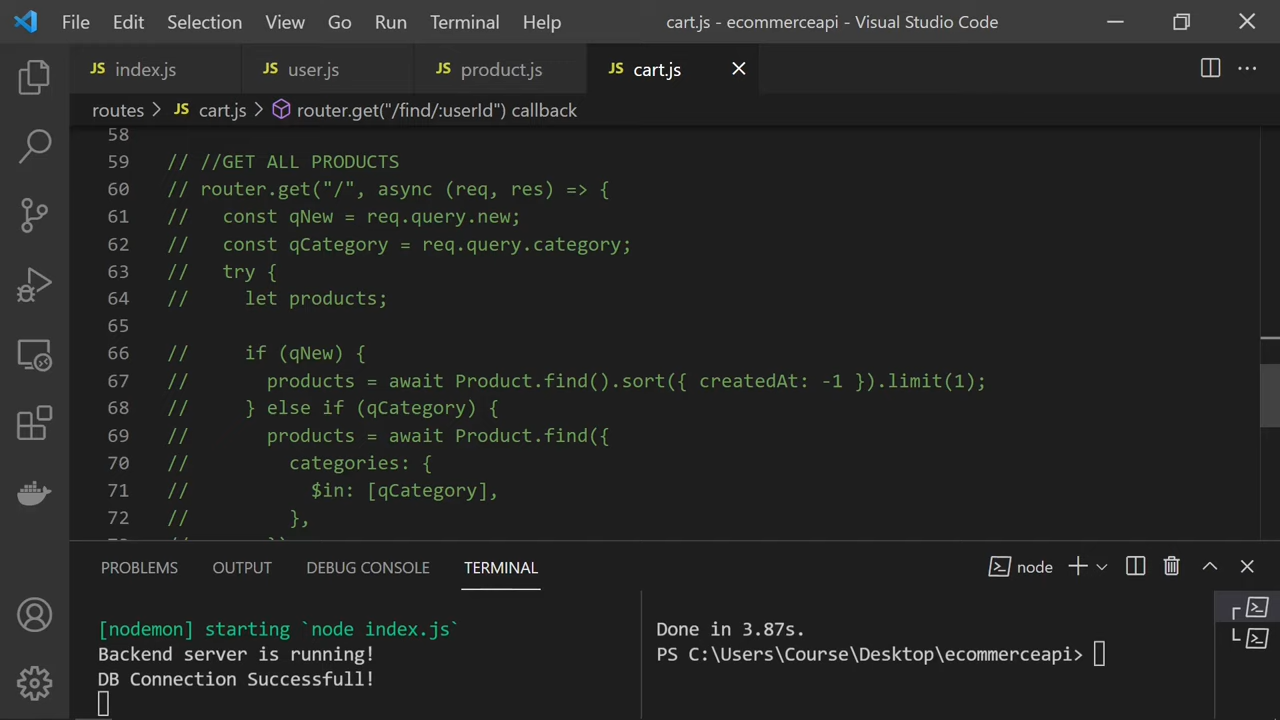 File Edit Selection View Go Run Terminal Help cart.js - ecommerceapi - Visual Studio Code
JS index.js JS user.js JS product.js JS cart.js
routes > JS cart.js > router.get("/find/:userId") callback
58
59 // //GET ALL PRODUCTS
60 // router.get("/", async (req, res) => {
61 //   const qNew = req.query.new;
62 //   const qCategory = req.query.category;
63 //   try {
64 //     let products;
65
66 //     if (qNew) {
67 //       products = await Product.find().sort({ createdAt: -1 }).limit(1);
68 //     } else if (qCategory) {
69 //       products = await Product.find({
70 //         categories: {
71 //           $in: [qCategory],
72 //         },
PROBLEMS OUTPUT DEBUG CONSOLE TERMINAL node
[nodemon] starting `node index.js`
Backend server is running!
DB Connection Successfull!
Done in 3.87s.
PS C:\Users\Course\Desktop\ecommerceapi>